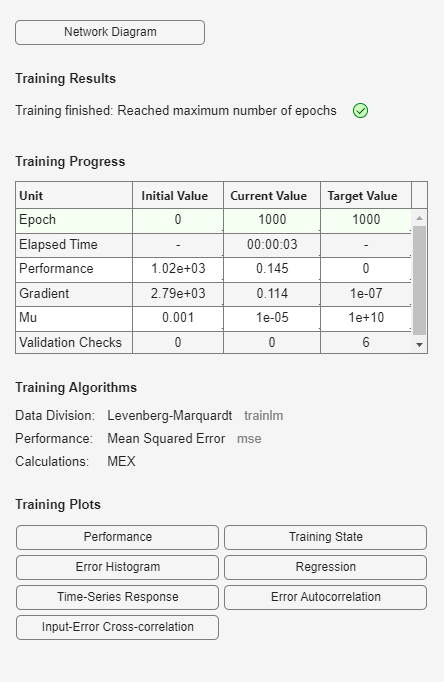 Network Diagram
Training Results
Training finished: Reached maximum number of epochs
Training Progress
Unit Initial Value Current Value Target Value
Epoch 0 1000 1000
Elapsed Time - 00:00:03 -
Performance 1.02e+03 0.145 0
Gradient 2.79e+03 0.114 1e-07
Mu 0.001 1e-05 1e+10
Validation Checks 0 0 6
Training Algorithms
Data Division: Levenberg-Marquardt trainlm
Performance: Mean Squared Error mse
Calculations: MEX
Training Plots
Performance Training State
Error Histogram Regression
Time-Series Response Error Autocorrelation
Input-Error Cross-correlation